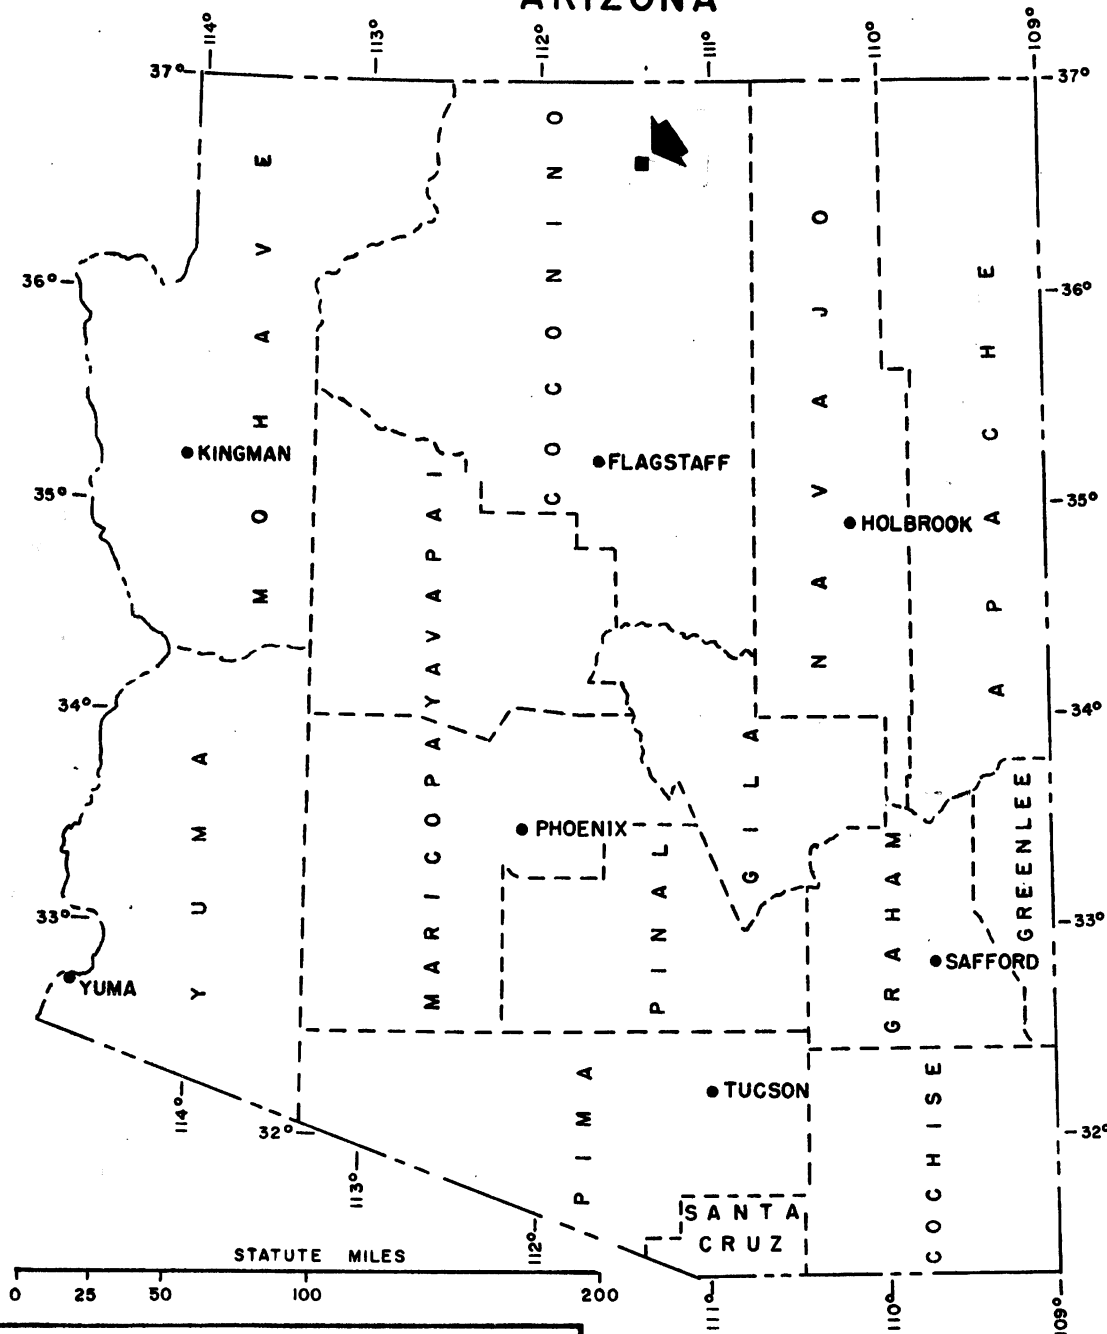 ARIZONA
114° 113° 112° 111° 110° 109°
37° 37°
COCONINO
MOHAVE
NAVAJO
APACHE
36° 36°
KINGMAN
FLAGSTAFF
35° 35°
HOLBROOK
YAVAPAI
34° 34°
YUMA
MARICOPA
GILA
GREENLEE
PHOENIX
PINAL
GRAHAM
33° 33°
SAFFORD
YUMA
PIMA
TUCSON
COCHISE
114° 32° 32°
113°
SANTA
CRUZ
112°
STATUTE MILES
0 25 50 100 200
111° 110° 109°